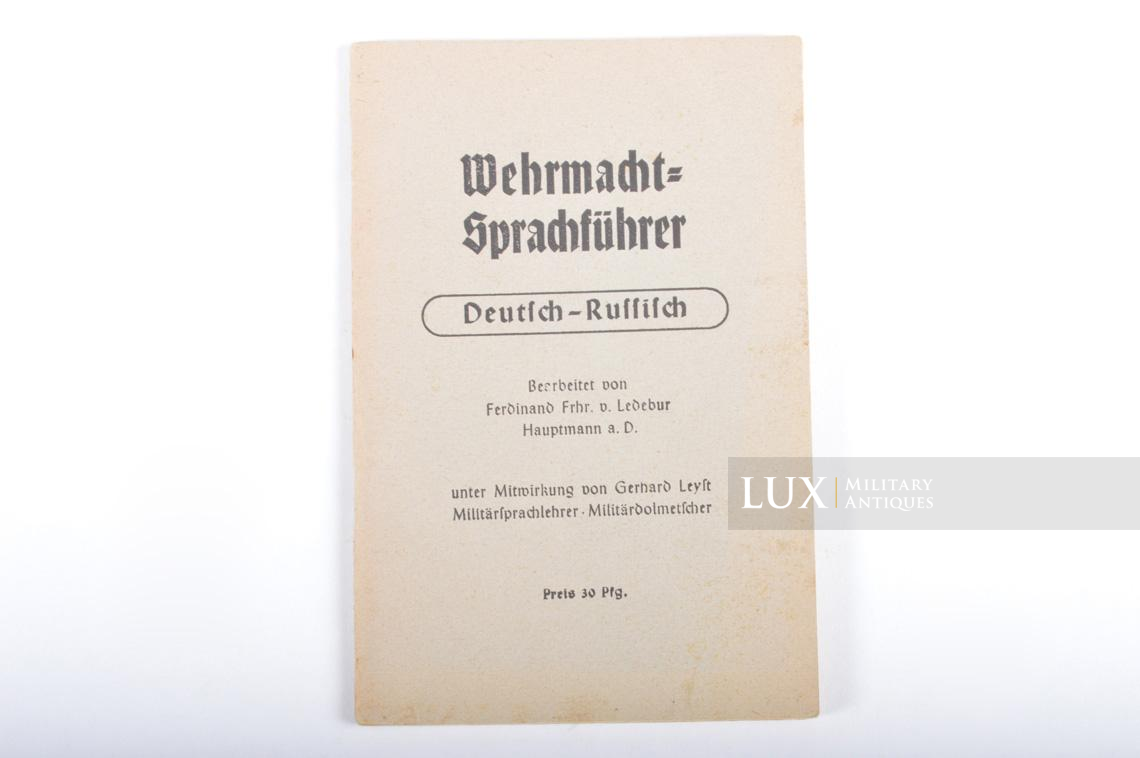 Wehrmacht=
Sprachführer
Deutſch-Ruſſiſch
Bearbeitet von
Ferdinand Frhr. v. Ledebur
Hauptmann a. D.
unter Mitwirkung von Gerhard Leyſt
Militärſprachlehrer · Militärdolmetſcher
Preis 30 Pfg.
LUX MILITARY
ANTIQUES